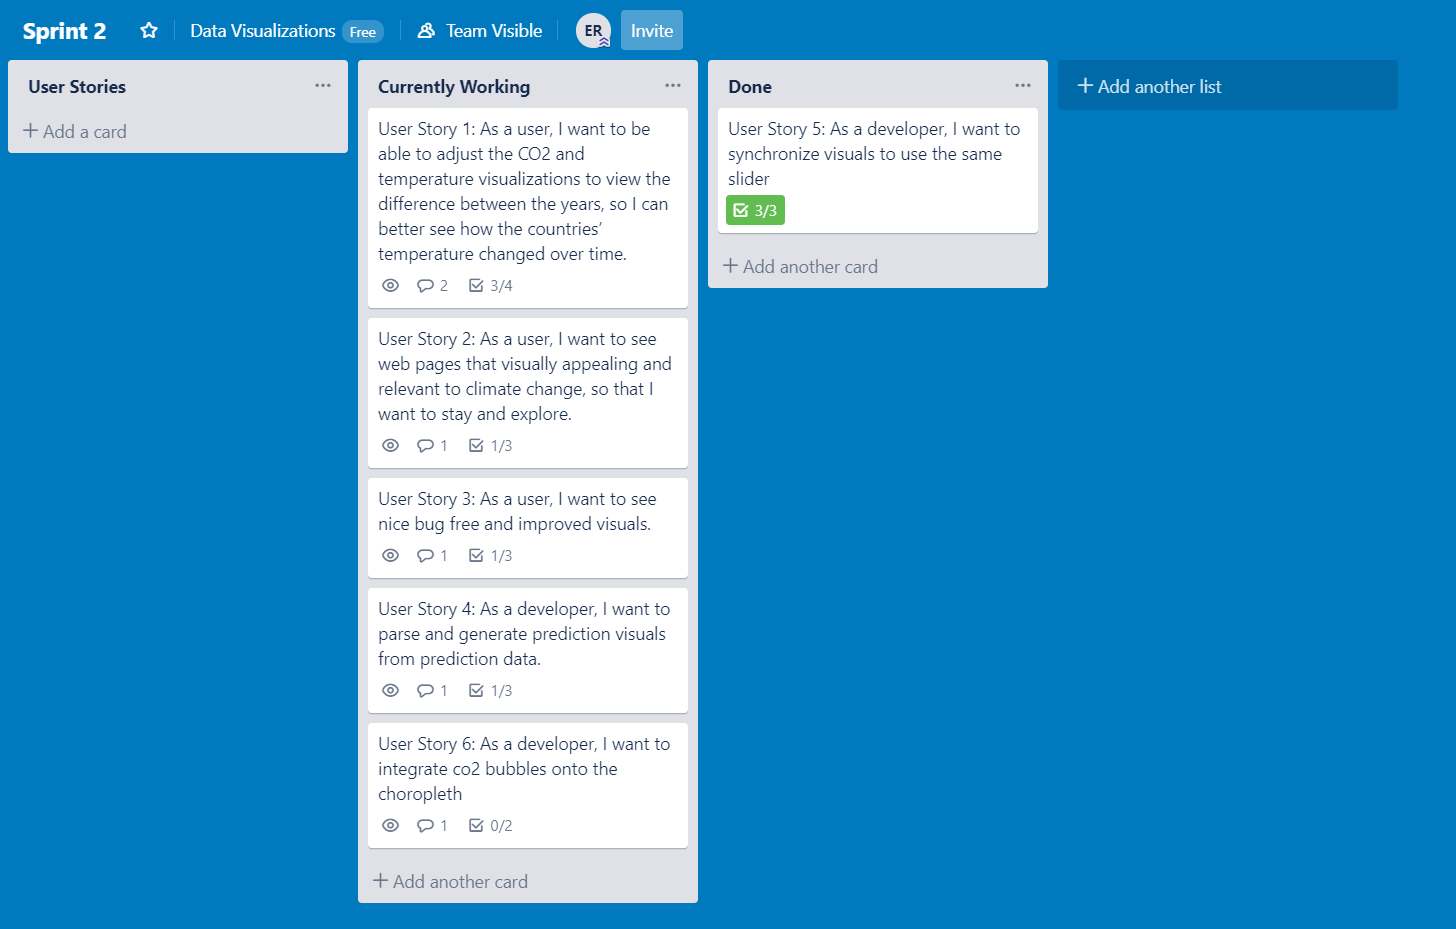 Sprint 2
Data Visualizations Free
Team Visible
ER
Invite
User Stories
Add a card
Currently Working
User Story 1: As a user, I want to be
able to adjust the CO2 and
temperature visualizations to view the
difference between the years, so I can
better see how the countries’
temperature changed over time.
2 3/4
User Story 2: As a user, I want to see
web pages that visually appealing and
relevant to climate change, so that I
want to stay and explore.
1 1/3
User Story 3: As a user, I want to see
nice bug free and improved visuals.
1 1/3
User Story 4: As a developer, I want to
parse and generate prediction visuals
from prediction data.
1 1/3
User Story 6: As a developer, I want to
integrate co2 bubbles onto the
choropleth
1 0/2
Add another card
Done
User Story 5: As a developer, I want to
synchronize visuals to use the same
slider
3/3
Add another card
Add another list